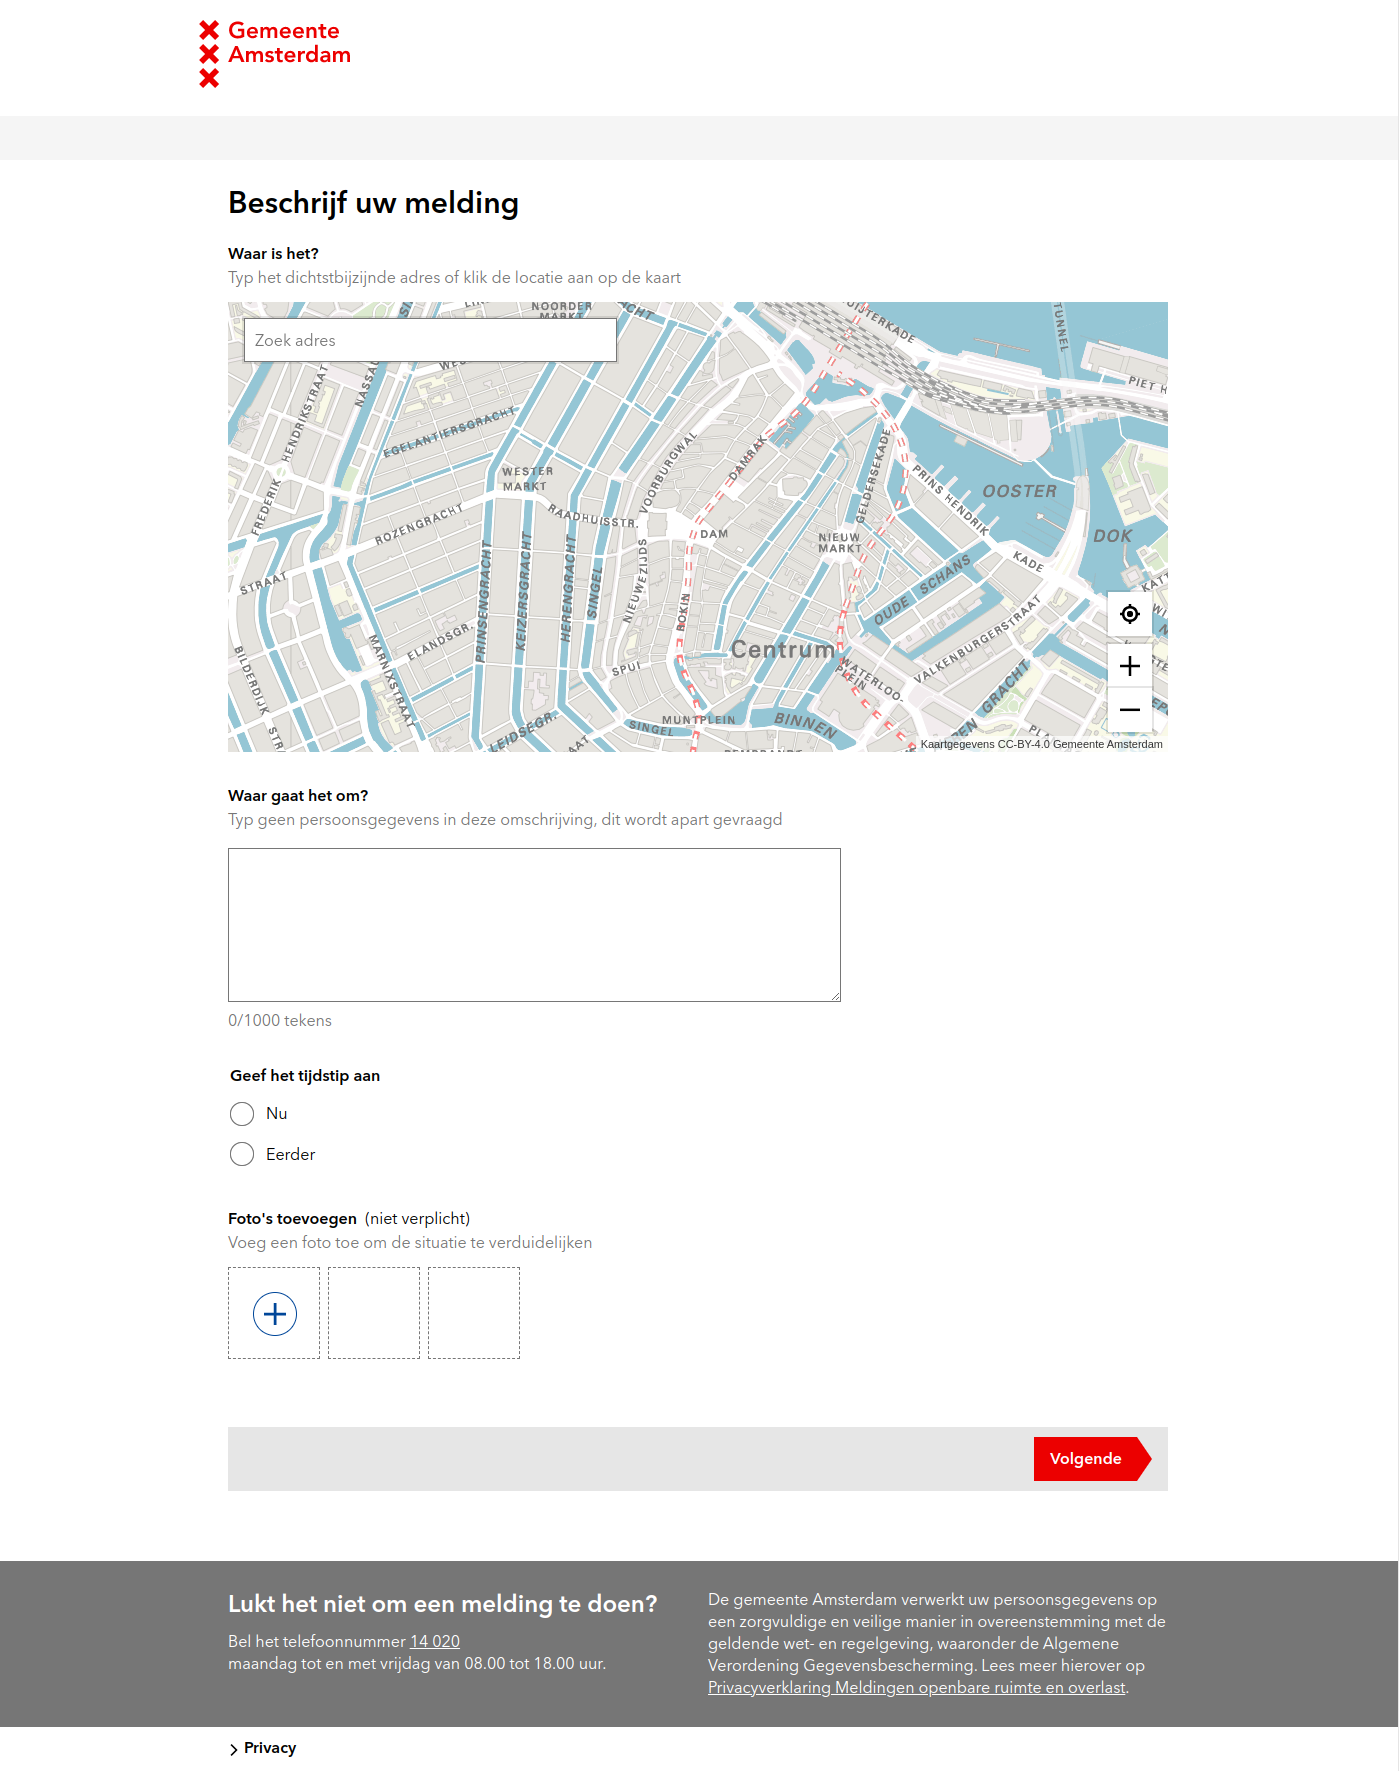 Gemeente
Amsterdam
Beschrijf uw melding
Waar is het?
Typ het dichtstbijzijnde adres of klik de locatie aan op de kaart
Zoek adres
NOORDER
MARKT
UIJTERKADE
TUNNEL
PIET H
HENDRIKSTRAAT
NASSAU
EGELANTIERSGRACHT
VOORBURGWAL
DAMRAK
GELDERSEKADE
WESTER
MARKT
PRINS HENDRIK
OOSTER
FREDERIK
ROZENGRACHT
RAADHUISSTR.
DAM
NIEUW
MARKT
DOK
KADE
STRAAT
PRINSENGRACHT
KEIZERSGRACHT
HERENGRACHT
SINGEL
NIEUWEZIJDS
ROKIN
OUDE SCHANS
KATT
BILDERDIJK STR
MARNIXSTRAAT
ELANDSGR.
SPUI
Centrum
WATERLOO-
PLEIN
VALKENBURGERSTRAAT
GRACHT
LEIDSEGR.
SINGEL
MUNTPLEIN
BINNEN
Kaartgegevens CC-BY-4.0 Gemeente Amsterdam
Waar gaat het om?
Typ geen persoonsgegevens in deze omschrijving, dit wordt apart gevraagd
0/1000 tekens
Geef het tijdstip aan
Nu
Eerder
Foto's toevoegen (niet verplicht)
Voeg een foto toe om de situatie te verduidelijken
Volgende
Lukt het niet om een melding te doen?
Bel het telefoonnummer 14 020
maandag tot en met vrijdag van 08.00 tot 18.00 uur.
De gemeente Amsterdam verwerkt uw persoonsgegevens op
een zorgvuldige en veilige manier in overeenstemming met de
geldende wet- en regelgeving, waaronder de Algemene
Verordening Gegevensbescherming. Lees meer hierover op
Privacyverklaring Meldingen openbare ruimte en overlast.
Privacy